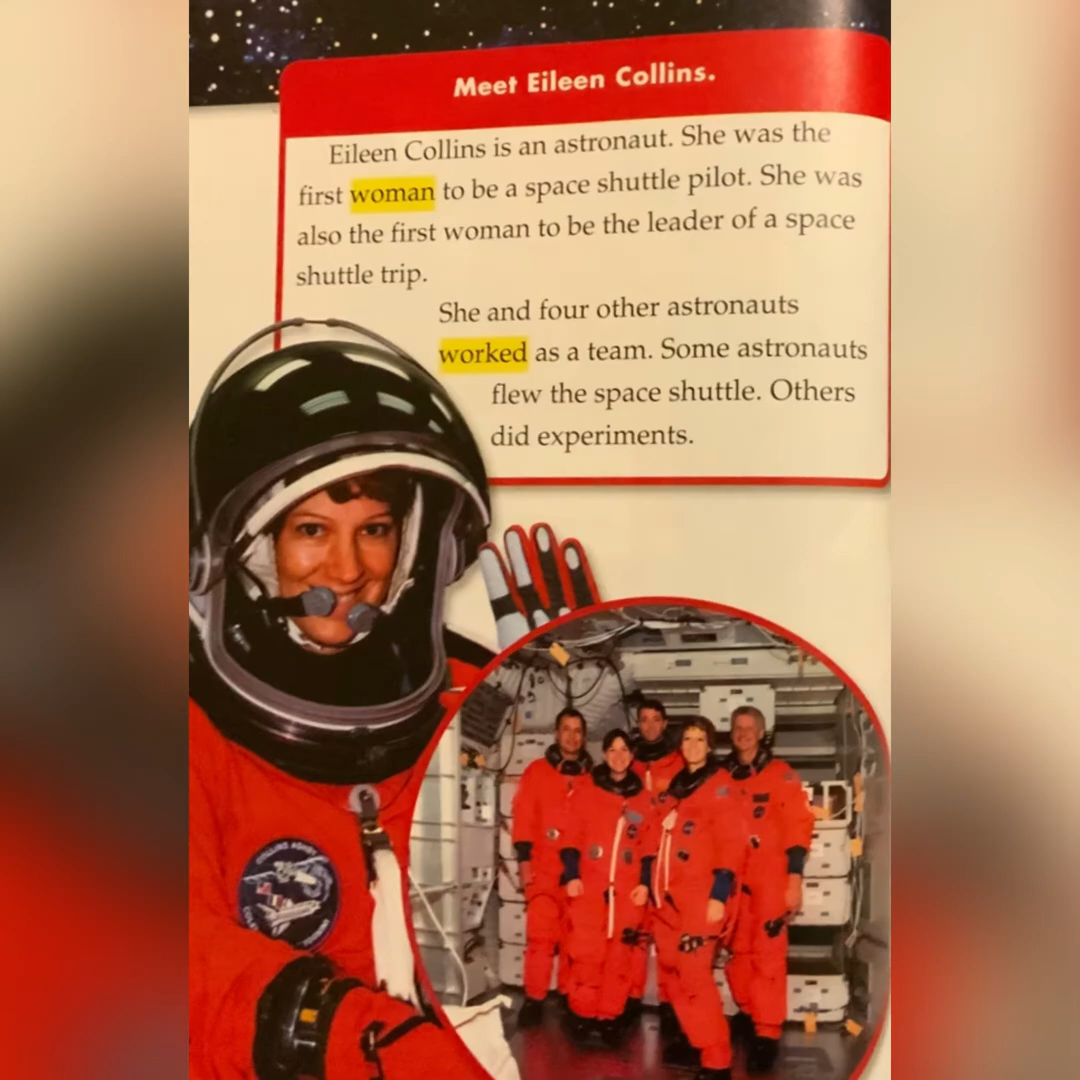 Meet Eileen Collins.
Eileen Collins is an astronaut. She was the
first woman to be a space shuttle pilot. She was
also the first woman to be the leader of a space
shuttle trip.
She and four other astronauts
worked as a team. Some astronauts
flew the space shuttle. Others
did experiments.
COLLINS ASHBY